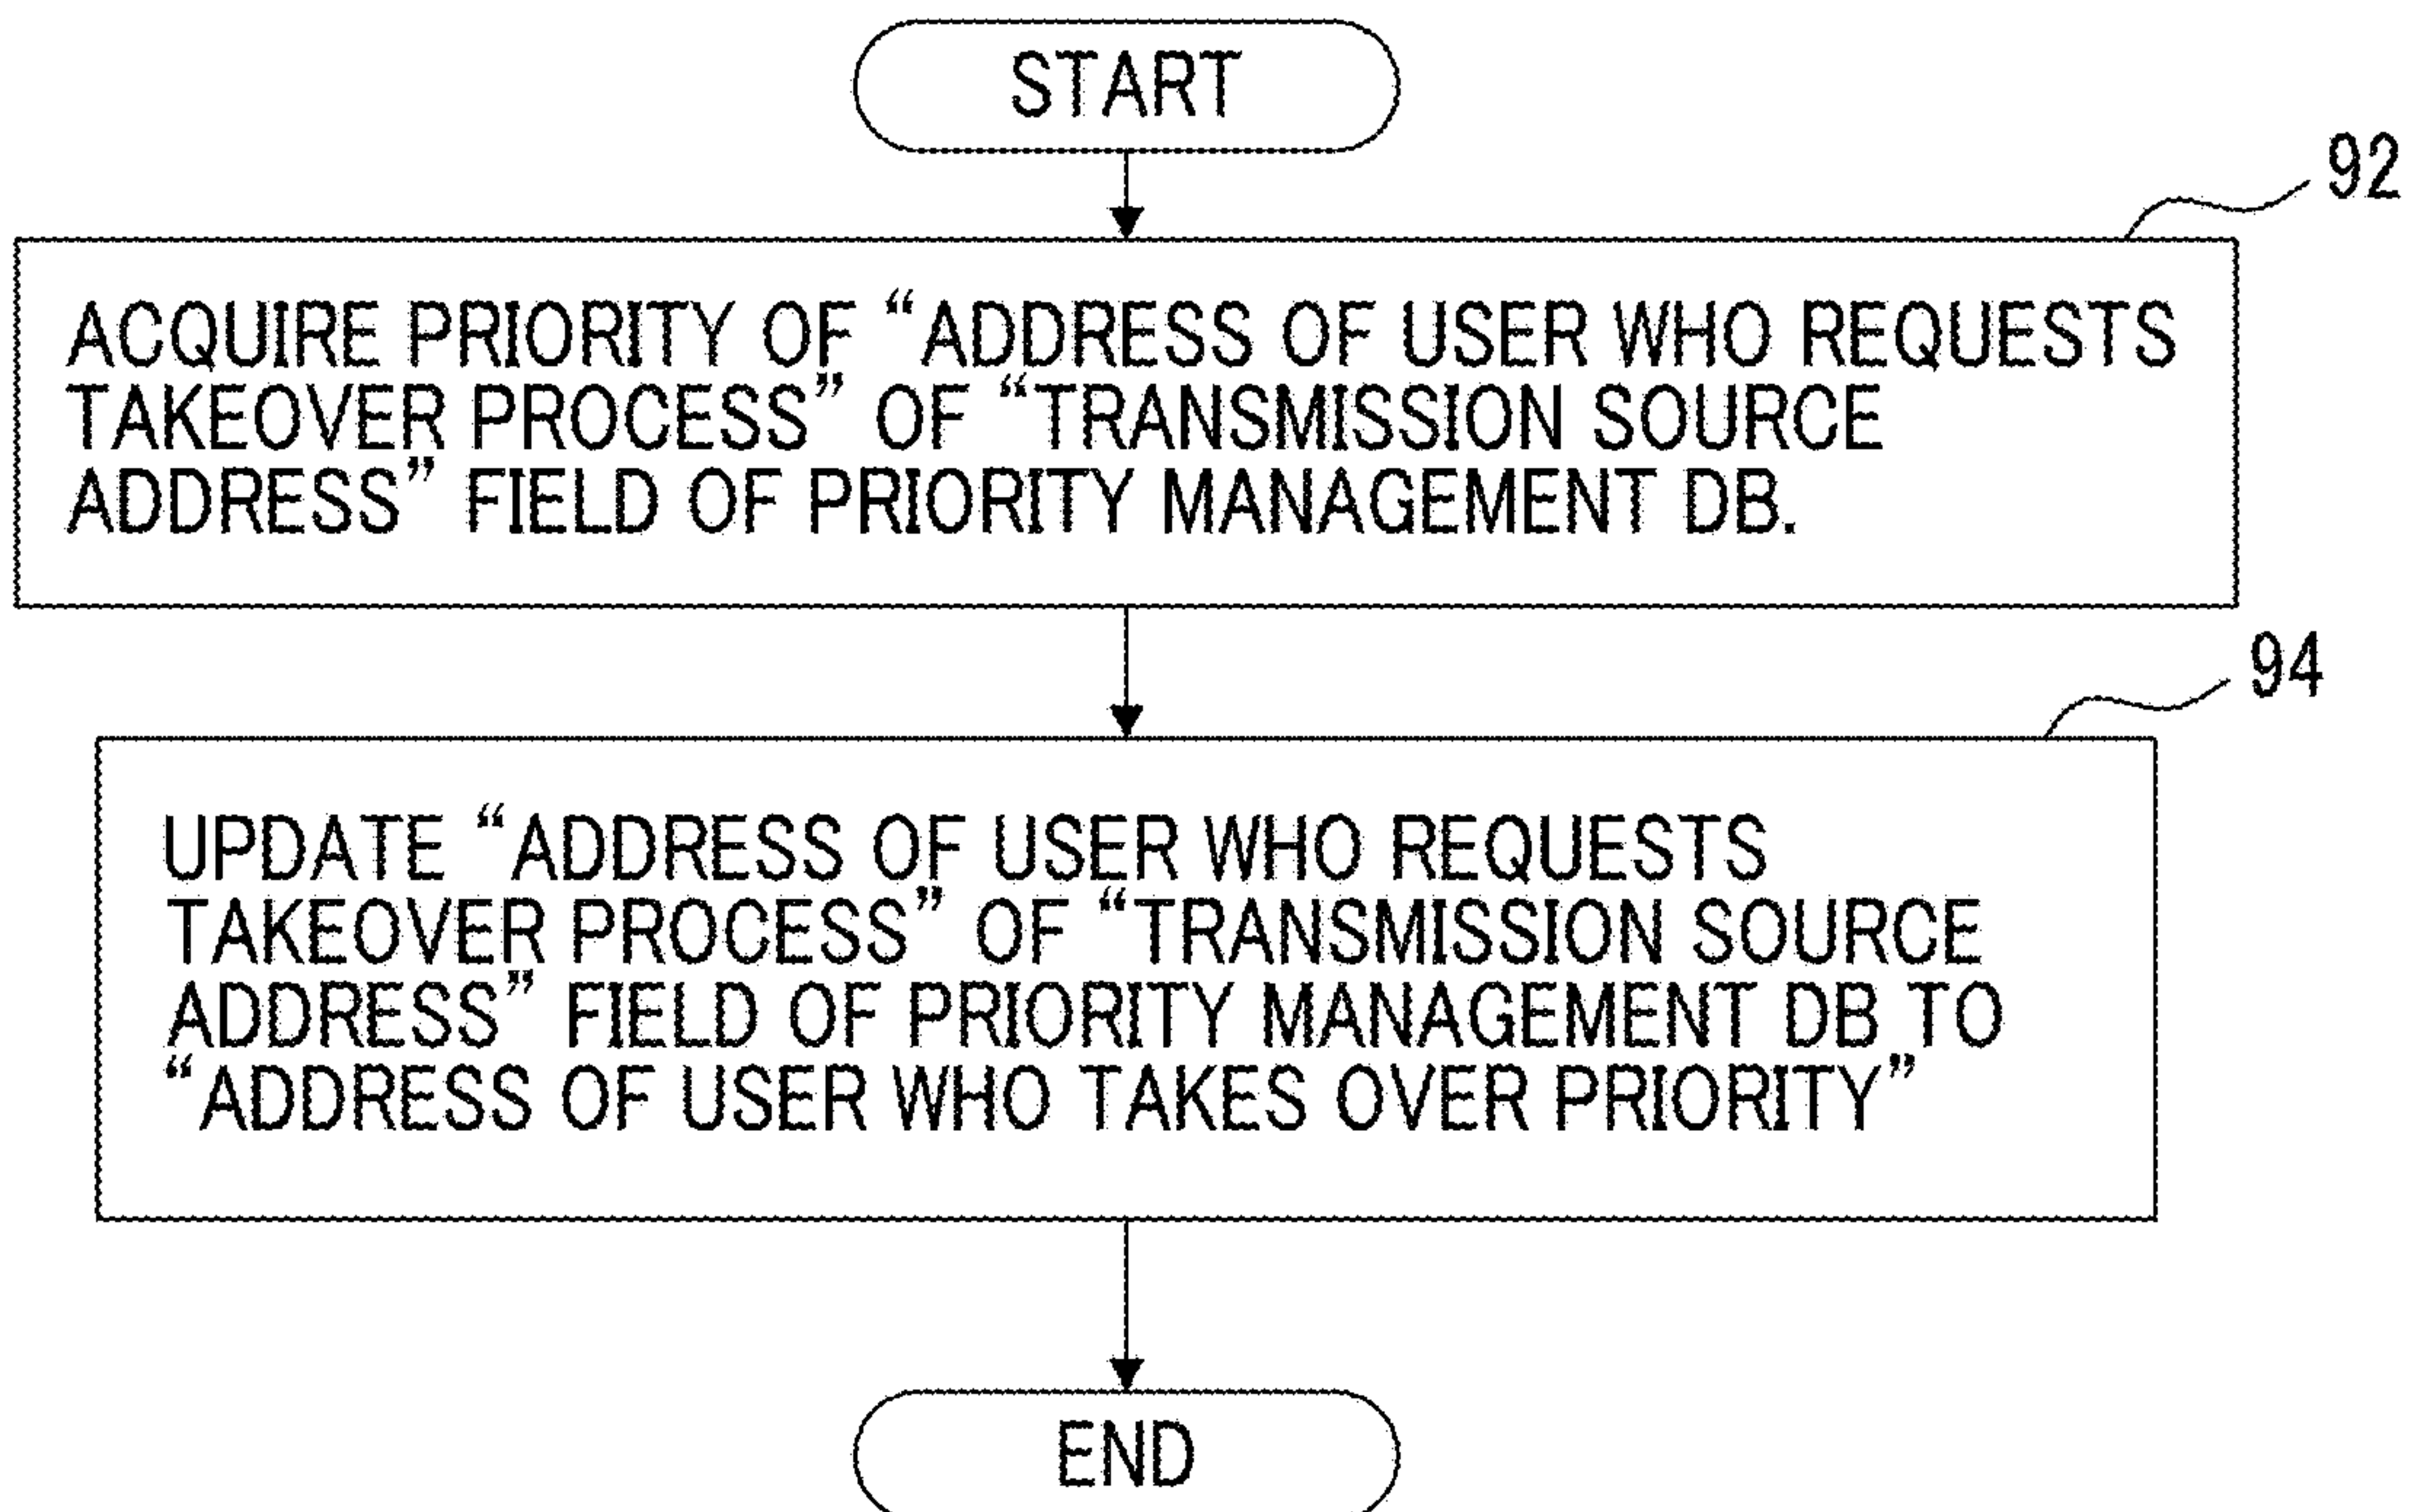 START
92
ACQUIRE PRIORITY OF “ADDRESS OF USER WHO REQUESTS
TAKEOVER PROCESS” OF “TRANSMISSION SOURCE
ADDRESS” FIELD OF PRIORITY MANAGEMENT DB.
94
UPDATE “ADDRESS OF USER WHO REQUESTS
TAKEOVER PROCESS” OF “TRANSMISSION SOURCE
ADDRESS” FIELD OF PRIORITY MANAGEMENT DB TO
“ADDRESS OF USER WHO TAKES OVER PRIORITY”
END